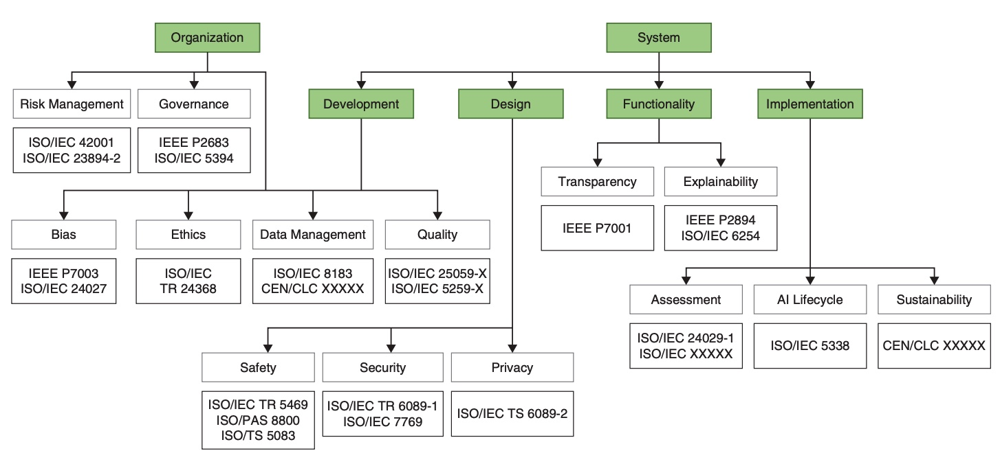 Organization
System
Risk Management
Governance
Development
Design
Functionality
Implementation
ISO/IEC 42001
ISO/IEC 23894-2
IEEE P2683
ISO/IEC 5394
Transparency
Explainability
IEEE P7001
IEEE P2894
ISO/IEC 6254
Bias
Ethics
Data Management
Quality
IEEE P7003
ISO/IEC 24027
ISO/IEC
TR 24368
ISO/IEC 8183
CEN/CLC XXXXX
ISO/IEC 25059-X
ISO/IEC 5259-X
Assessment
AI Lifecycle
Sustainability
ISO/IEC 24029-1
ISO/IEC XXXXX
ISO/IEC 5338
CEN/CLC XXXXX
Safety
Security
Privacy
ISO/IEC TR 5469
ISO/PAS 8800
ISO/TS 5083
ISO/IEC TR 6089-1
ISO/IEC 7769
ISO/IEC TS 6089-2